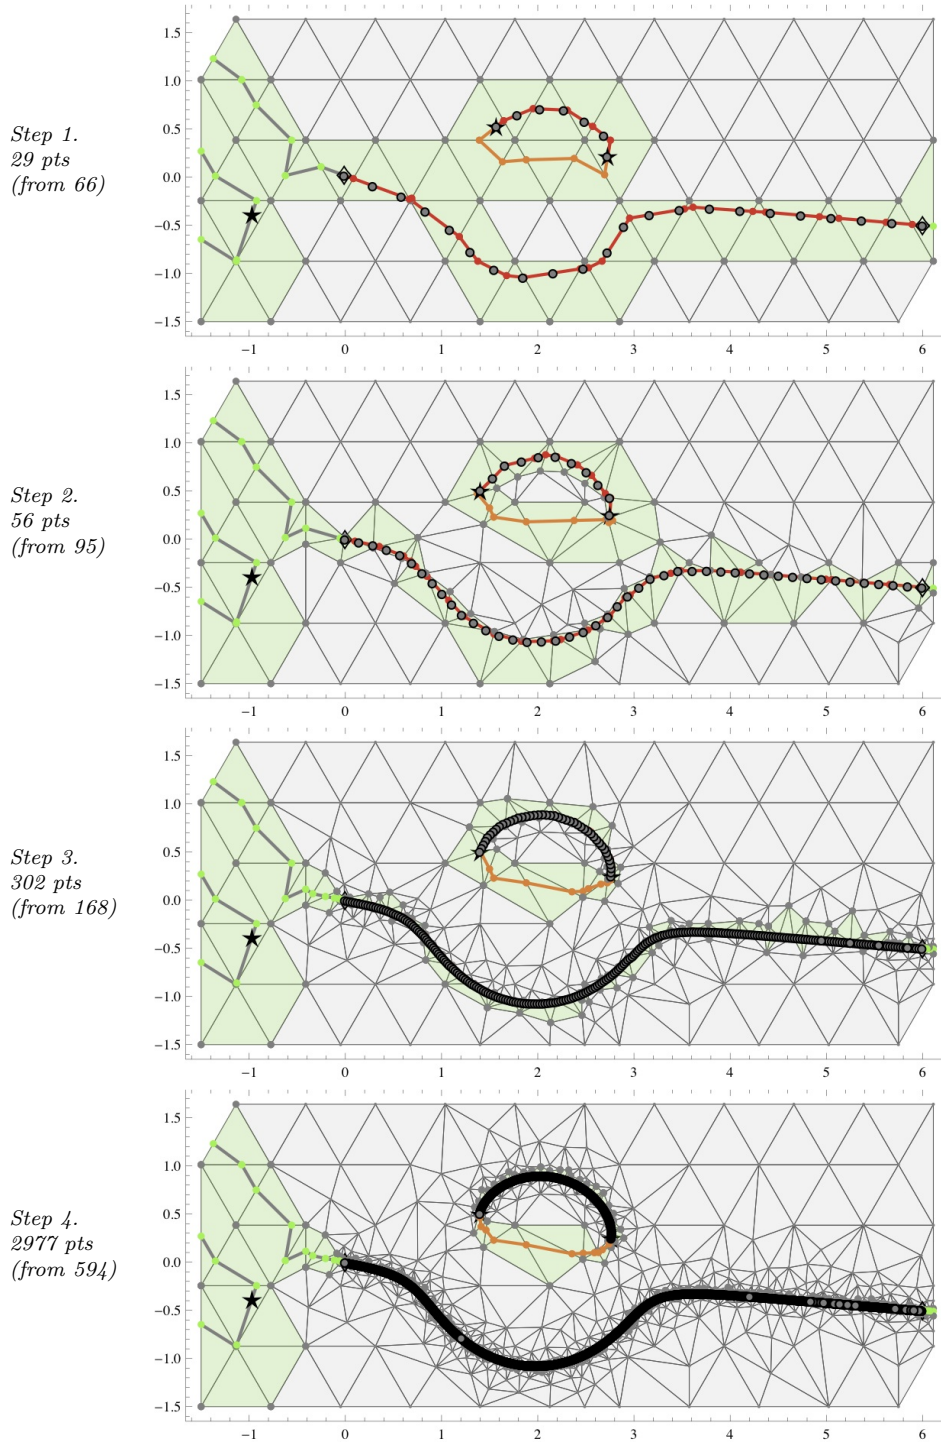 Step 1.
29 pts
(from 66)
1.5
1.0
0.5
0.0
−0.5
−1.0
−1.5
−1 0 1 2 3 4 5 6
Step 2.
56 pts
(from 95)
1.5
1.0
0.5
0.0
−0.5
−1.0
−1.5
−1 0 1 2 3 4 5 6
Step 3.
302 pts
(from 168)
1.5
1.0
0.5
0.0
−0.5
−1.0
−1.5
−1 0 1 2 3 4 5 6
Step 4.
2977 pts
(from 594)
1.5
1.0
0.5
0.0
−0.5
−1.0
−1.5
−1 0 1 2 3 4 5 6